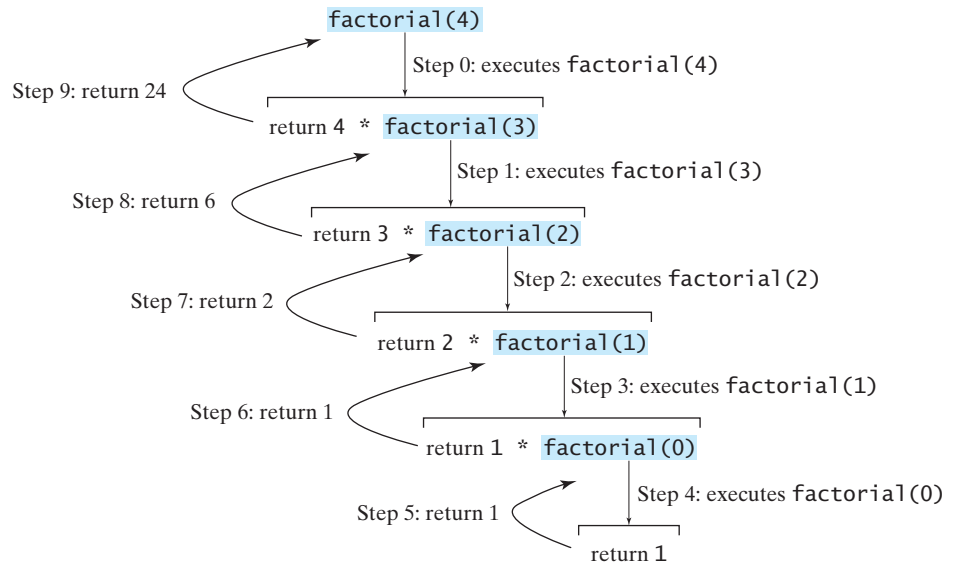 factorial(4)
Step 0: executes factorial(4)
Step 9: return 24
return 4 * factorial(3)
Step 1: executes factorial(3)
Step 8: return 6
return 3 * factorial(2)
Step 2: executes factorial(2)
Step 7: return 2
return 2 * factorial(1)
Step 3: executes factorial(1)
Step 6: return 1
return 1 * factorial(0)
Step 4: executes factorial(0)
Step 5: return 1
return 1